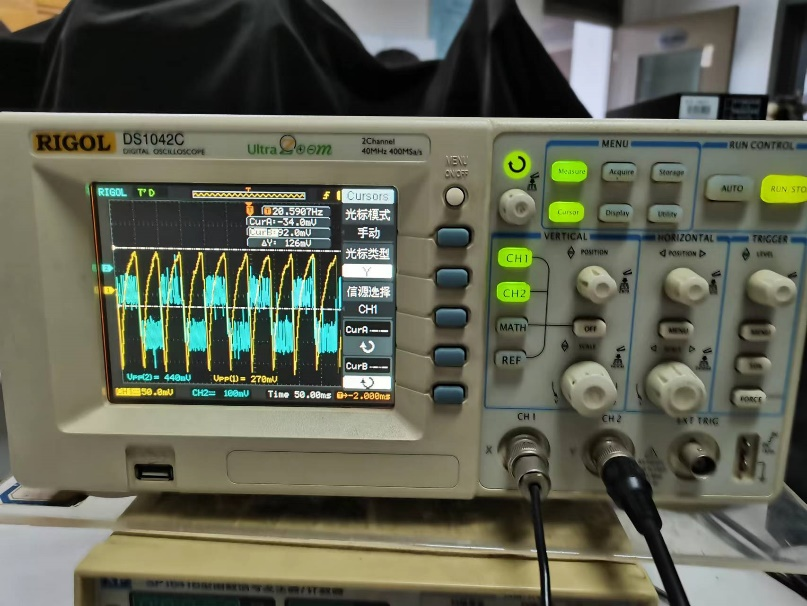 RIGOL DS1042C
DIGITAL OSCILLOSCOPE
UltraZoom
2Channel
40MHz 400MSa/s
MENU
ON/OFF
RIGOL T'D
20.5907Hz
CurA:-34.0mV
CurB:92.0mV
ΔY: 126mV
Cursors
光标模式
手动
光标类型
Y
信源选择
CH1
CurA
CurB
Vpp(2)= 440mV Vpp(1)= 270mV
50.0mV CH2= 100mV Time 50.00ms -2.000ms
MENU
RUN CONTROL
Measure
Acquire
Storage
AUTO
RUN STO
Cursor
Display
Utility
VERTICAL
HORIZONTAL
TRIGGER
POSITION
POSITION
LEVEL
CH1
CH2
MATH
OFF
MENU
MENU
REF
SCALE
SCALE
50%
FORCE
CH 1
CH 2
EXT TRIG
X
Y